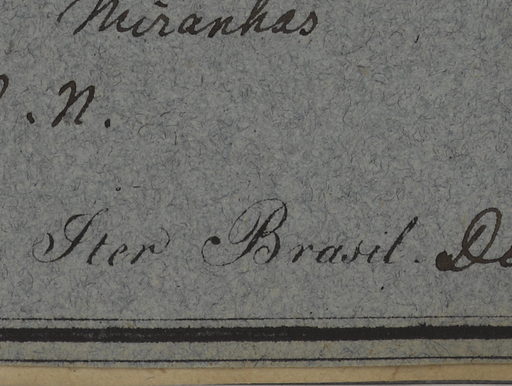 Miranhas
. N.
Iter Brasil.